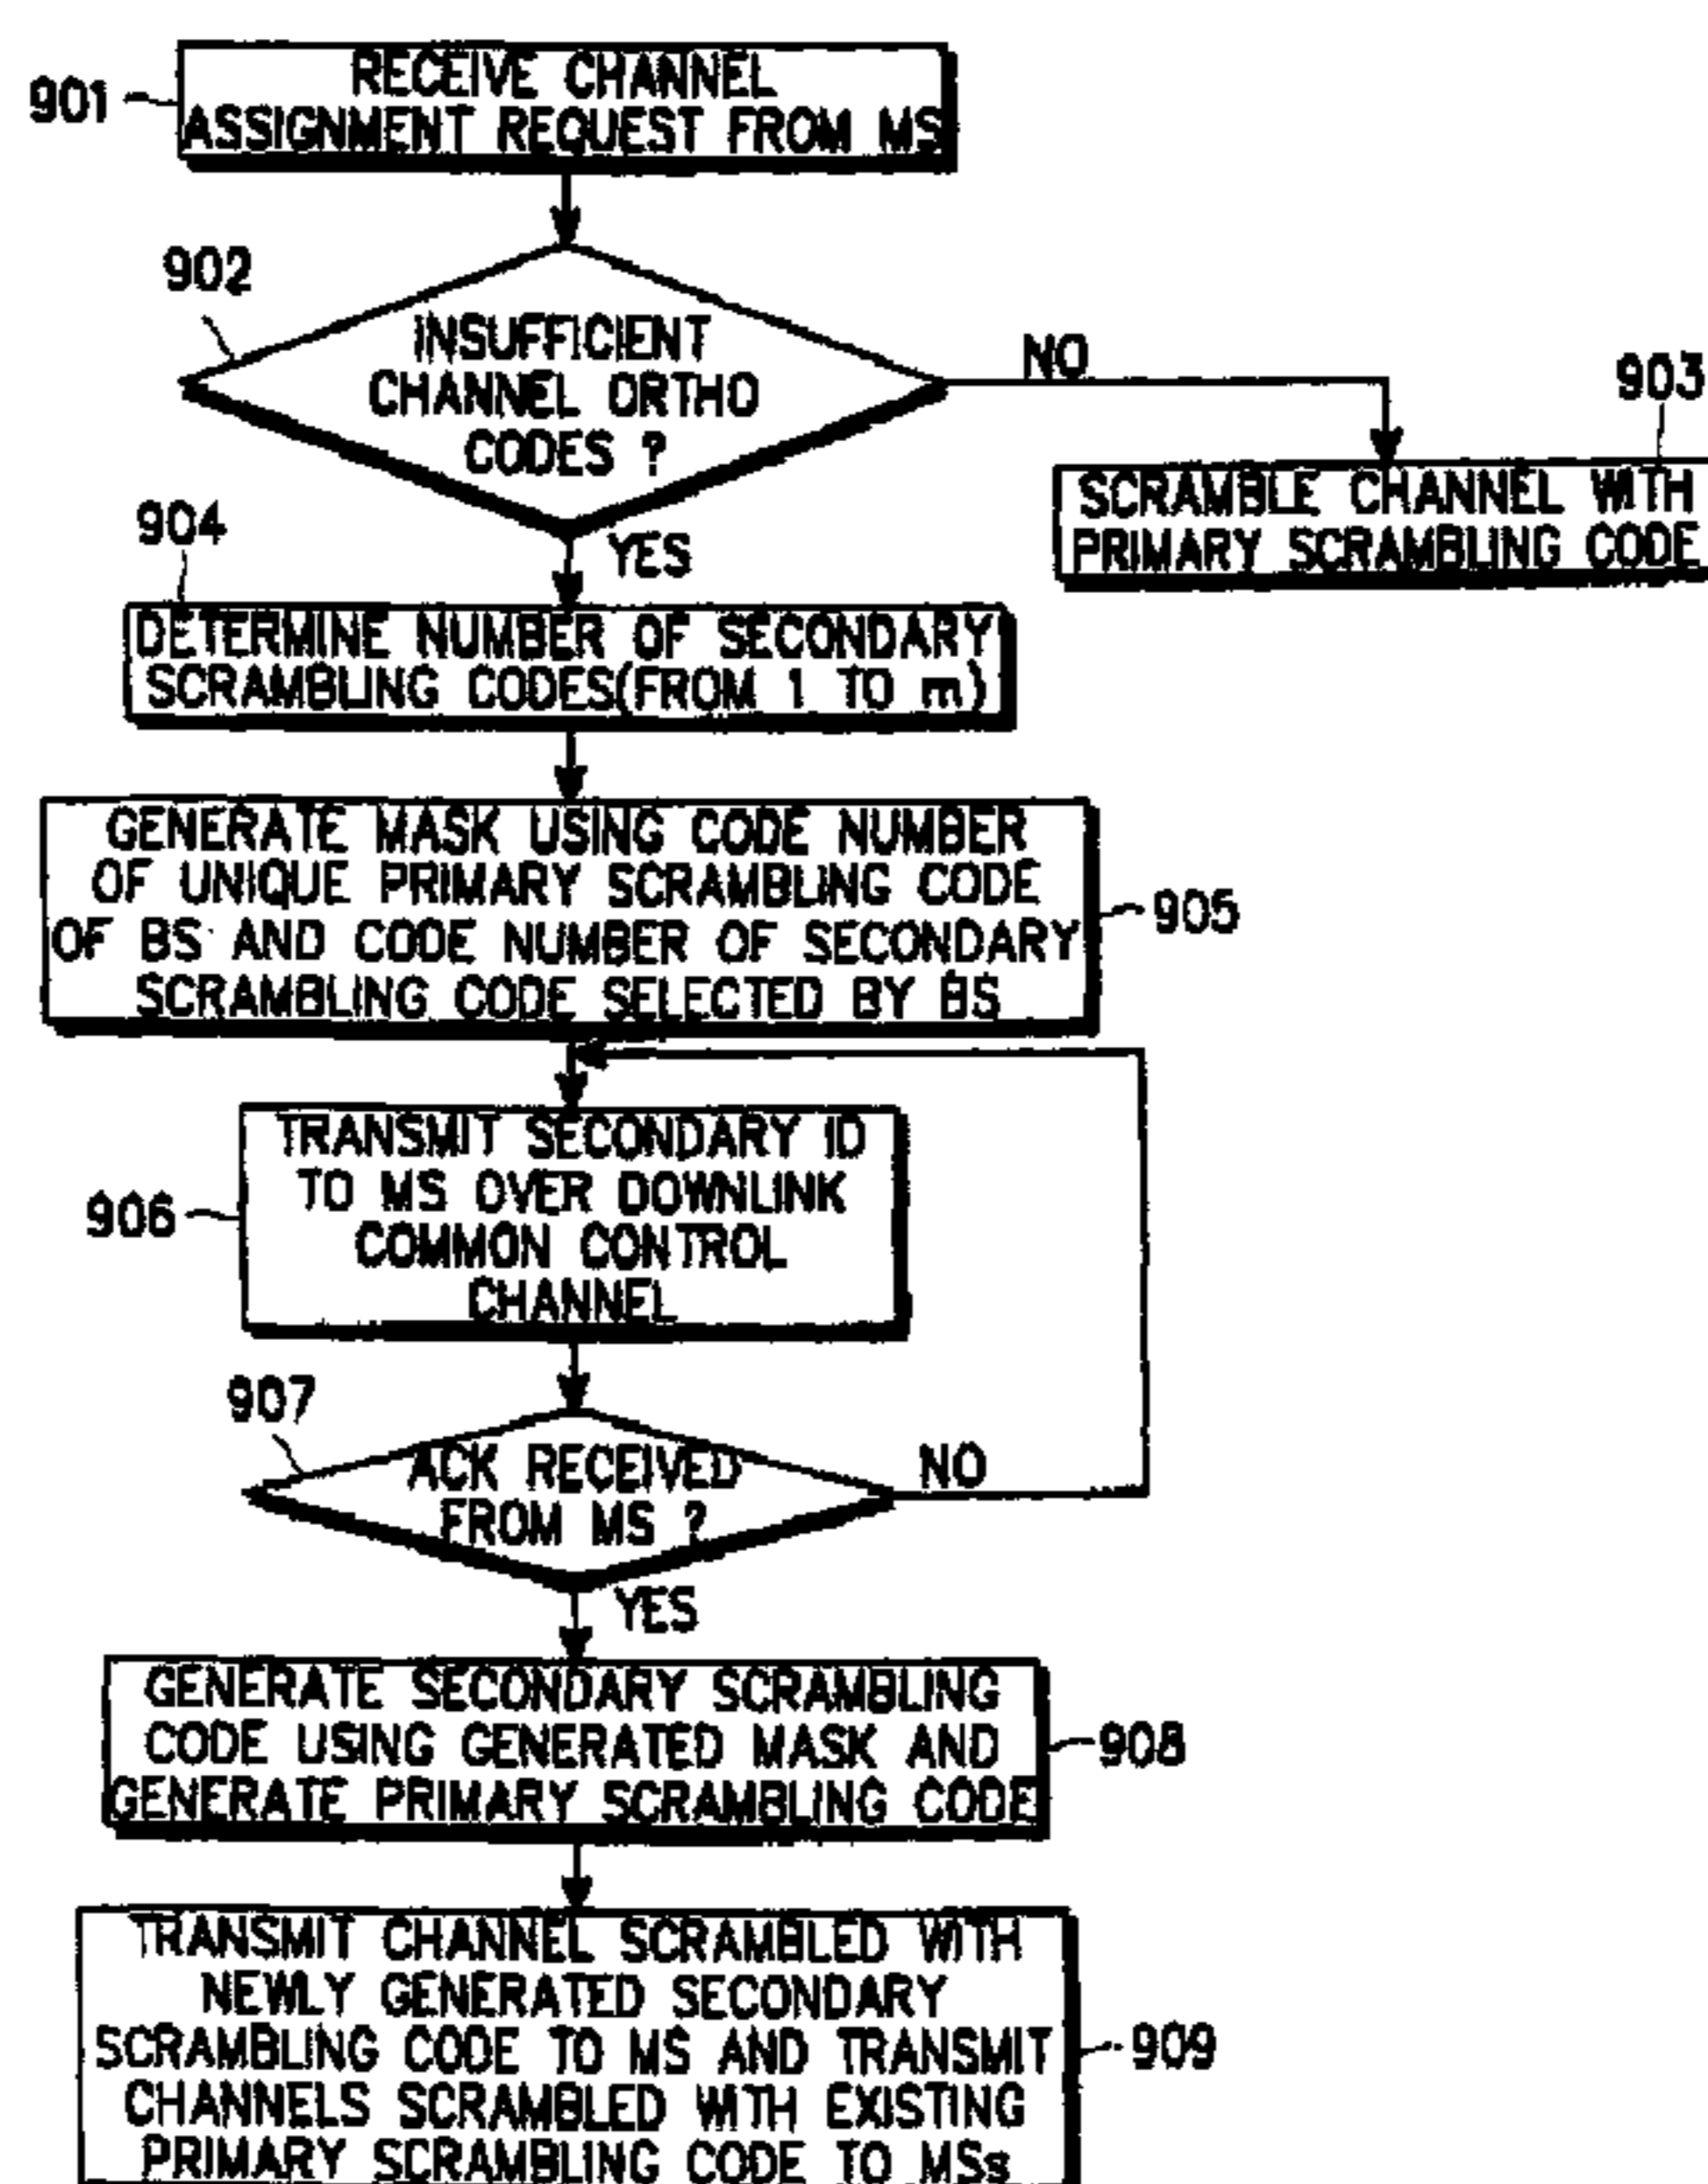 901
RECEIVE CHANNEL
ASSIGNMENT REQUEST FROM MS
902
INSUFFICIENT
CHANNEL ORTHO
CODES ?
NO
903
SCRAMBLE CHANNEL WITH
PRIMARY SCRAMBLING CODE
YES
904
DETERMINE NUMBER OF SECONDARY
SCRAMBLING CODES(FROM 1 TO m)
GENERATE MASK USING CODE NUMBER
OF UNIQUE PRIMARY SCRAMBLING CODE
OF BS AND CODE NUMBER OF SECONDARY
SCRAMBLING CODE SELECTED BY BS
905
TRANSMIT SECONDARY ID
TO MS OVER DOWNLINK
COMMON CONTROL
CHANNEL
906
907
ACK RECEIVED
FROM MS ?
NO
YES
GENERATE SECONDARY SCRAMBLING
CODE USING GENERATED MASK AND
GENERATE PRIMARY SCRAMBLING CODE
908
TRANSMIT CHANNEL SCRAMBLED WITH
NEWLY GENERATED SECONDARY
SCRAMBLING CODE TO MS AND TRANSMIT
CHANNELS SCRAMBLED WITH EXISTING
PRIMARY SCRAMBLING CODE TO MSs
909